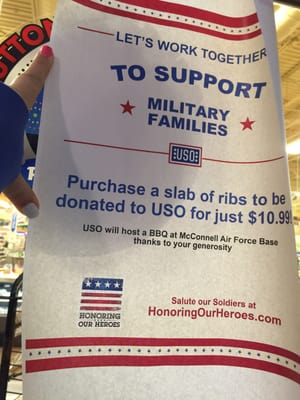 LET'S WORK TOGETHER
TO SUPPORT
MILITARY
FAMILIES
USO
Purchase a slab of ribs to be
donated to USO for just $10.99!
USO will host a BBQ at McConnell Air Force Base
thanks to your generosity
HONORING
OUR HEROES
Salute our Soldiers at
HonoringOurHeroes.com